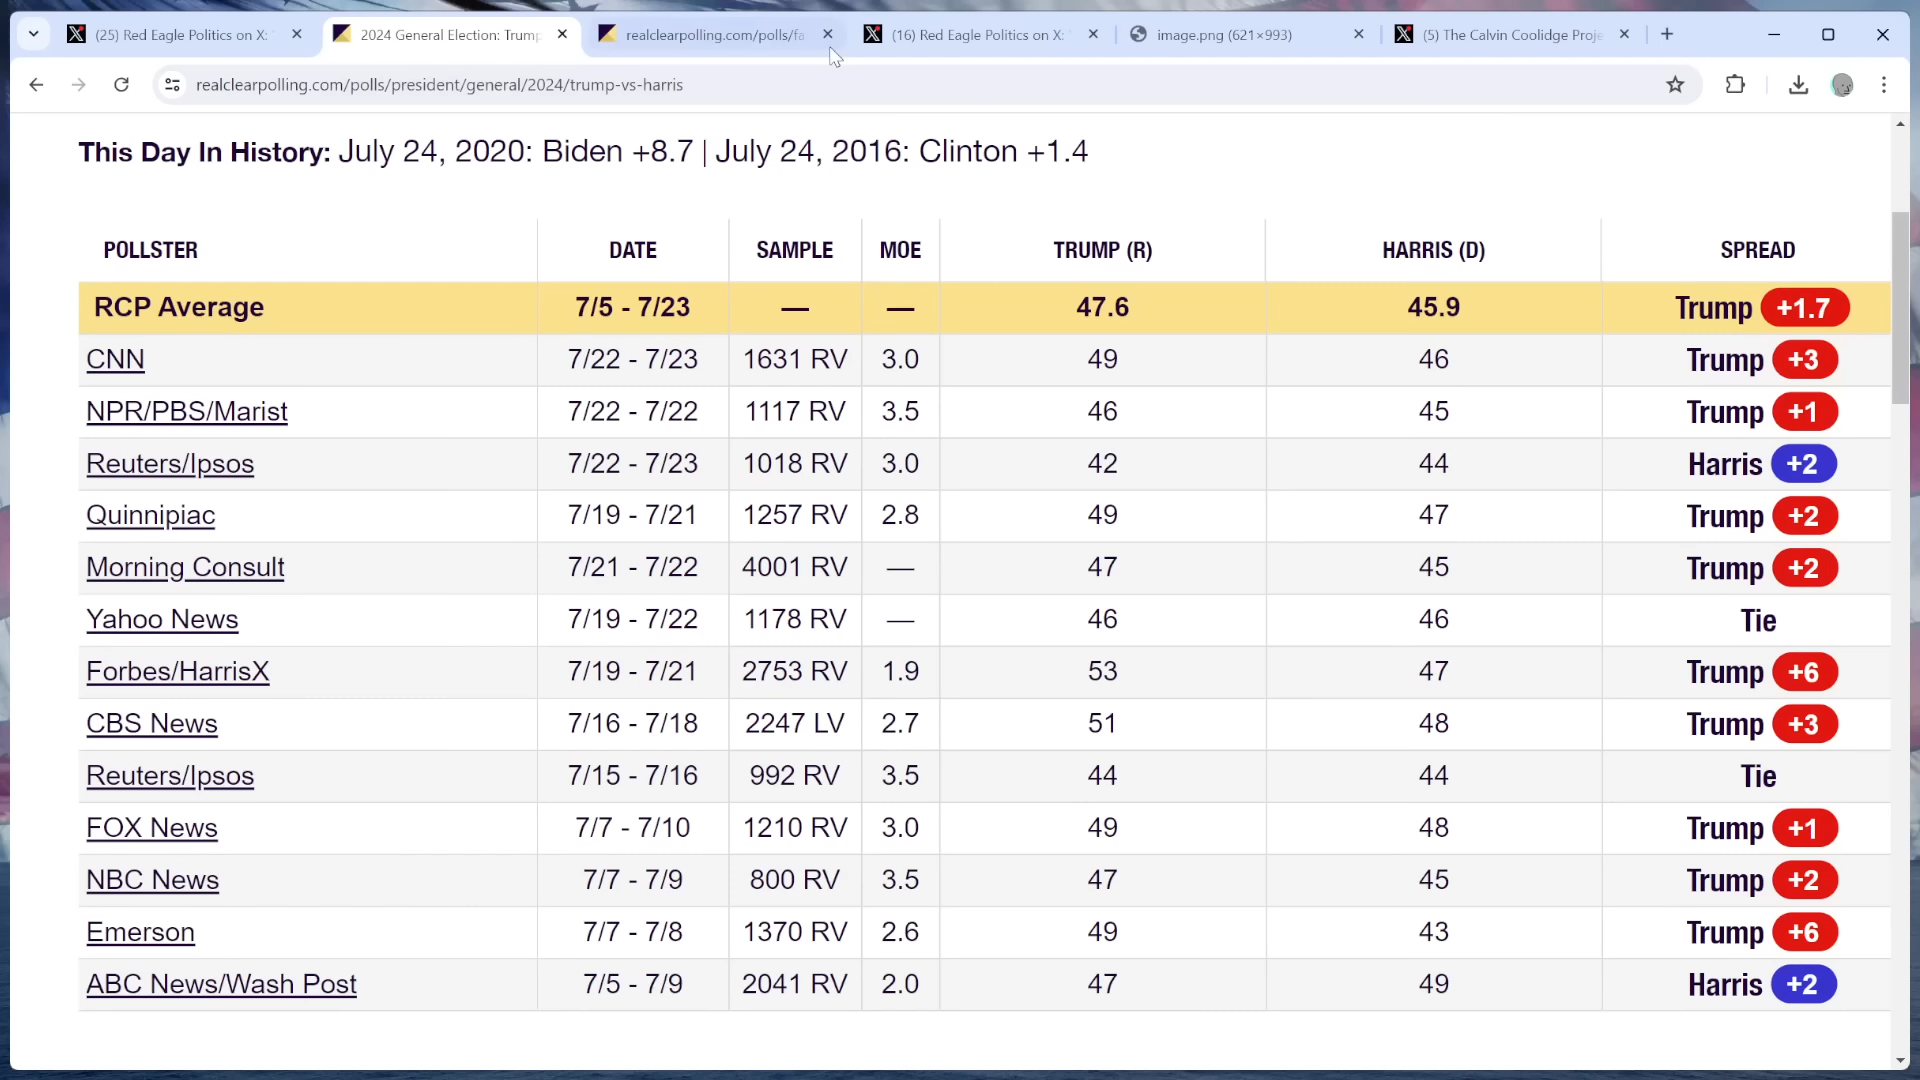 (25) Red Eagle Politics on X:
2024 General Election: Trump
realclearpolling.com/polls/fa
(16) Red Eagle Politics on X:
image.png (621×993)
(5) The Calvin Coolidge Proje
realclearpolling.com/polls/president/general/2024/trump-vs-harris
This Day In History: July 24, 2020: Biden +8.7 | July 24, 2016: Clinton +1.4
POLLSTER DATE SAMPLE MOE TRUMP (R) HARRIS (D) SPREAD
RCP Average 7/5 - 7/23 — — 47.6 45.9 Trump +1.7
CNN 7/22 - 7/23 1631 RV 3.0 49 46 Trump +3
NPR/PBS/Marist 7/22 - 7/22 1117 RV 3.5 46 45 Trump +1
Reuters/Ipsos 7/22 - 7/23 1018 RV 3.0 42 44 Harris +2
Quinnipiac 7/19 - 7/21 1257 RV 2.8 49 47 Trump +2
Morning Consult 7/21 - 7/22 4001 RV — 47 45 Trump +2
Yahoo News 7/19 - 7/22 1178 RV — 46 46 Tie
Forbes/HarrisX 7/19 - 7/21 2753 RV 1.9 53 47 Trump +6
CBS News 7/16 - 7/18 2247 LV 2.7 51 48 Trump +3
Reuters/Ipsos 7/15 - 7/16 992 RV 3.5 44 44 Tie
FOX News 7/7 - 7/10 1210 RV 3.0 49 48 Trump +1
NBC News 7/7 - 7/9 800 RV 3.5 47 45 Trump +2
Emerson 7/7 - 7/8 1370 RV 2.6 49 43 Trump +6
ABC News/Wash Post 7/5 - 7/9 2041 RV 2.0 47 49 Harris +2